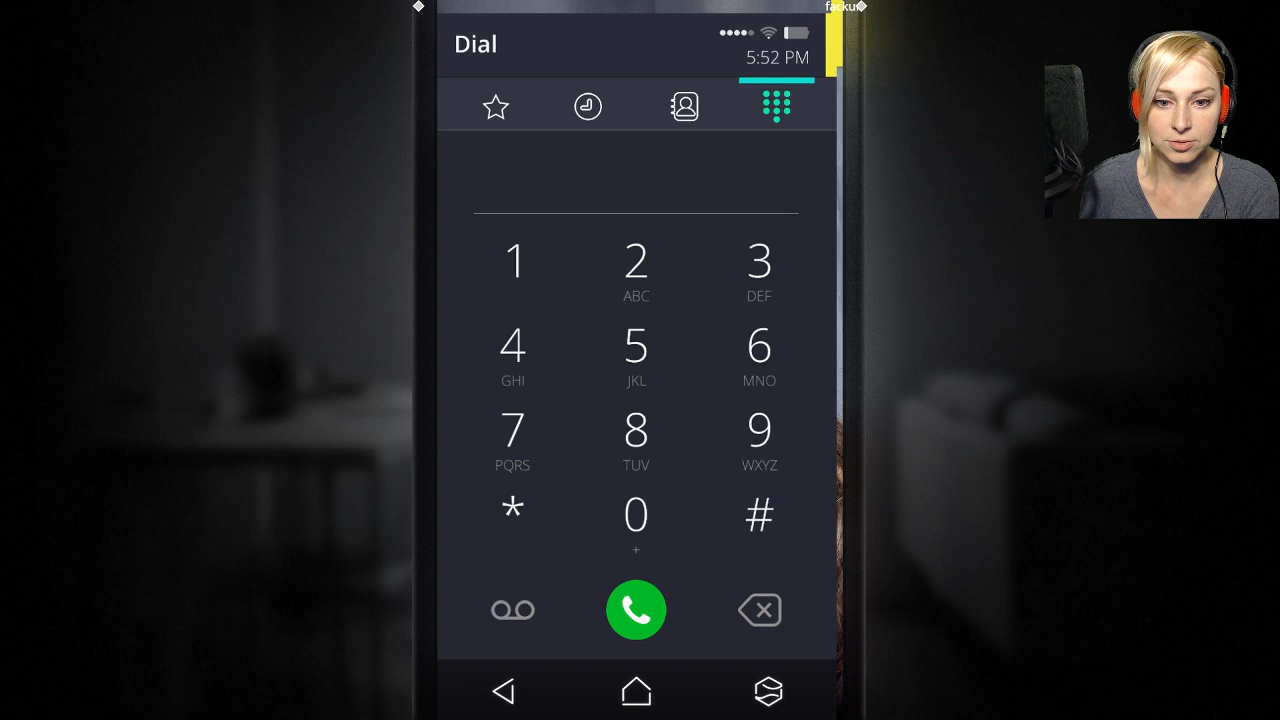 facku
Dial
5:52 PM
1 2 3
ABC DEF
4 5 6
GHI JKL MNO
7 8 9
PQRS TUV WXYZ
* 0 #
+